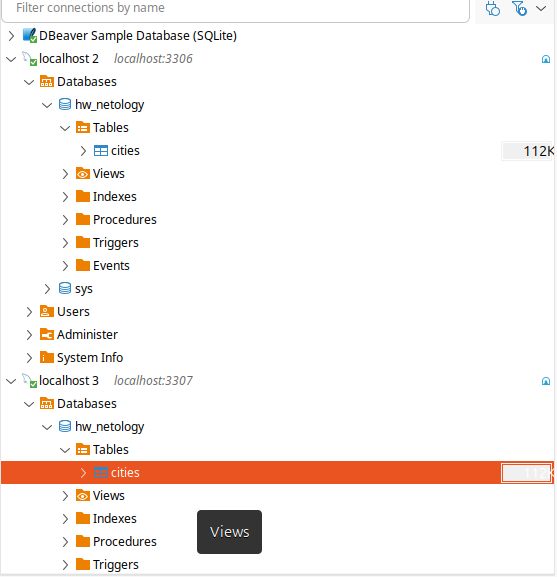 Filter connections by name
DBeaver Sample Database (SQLite)
localhost 2 localhost:3306
Databases
hw_netology
Tables
cities 112K
Views
Indexes
Procedures
Triggers
Events
sys
Users
Administer
System Info
localhost 3 localhost:3307
Databases
hw_netology
Tables
cities 112K
Views
Indexes
Views
Procedures
Triggers